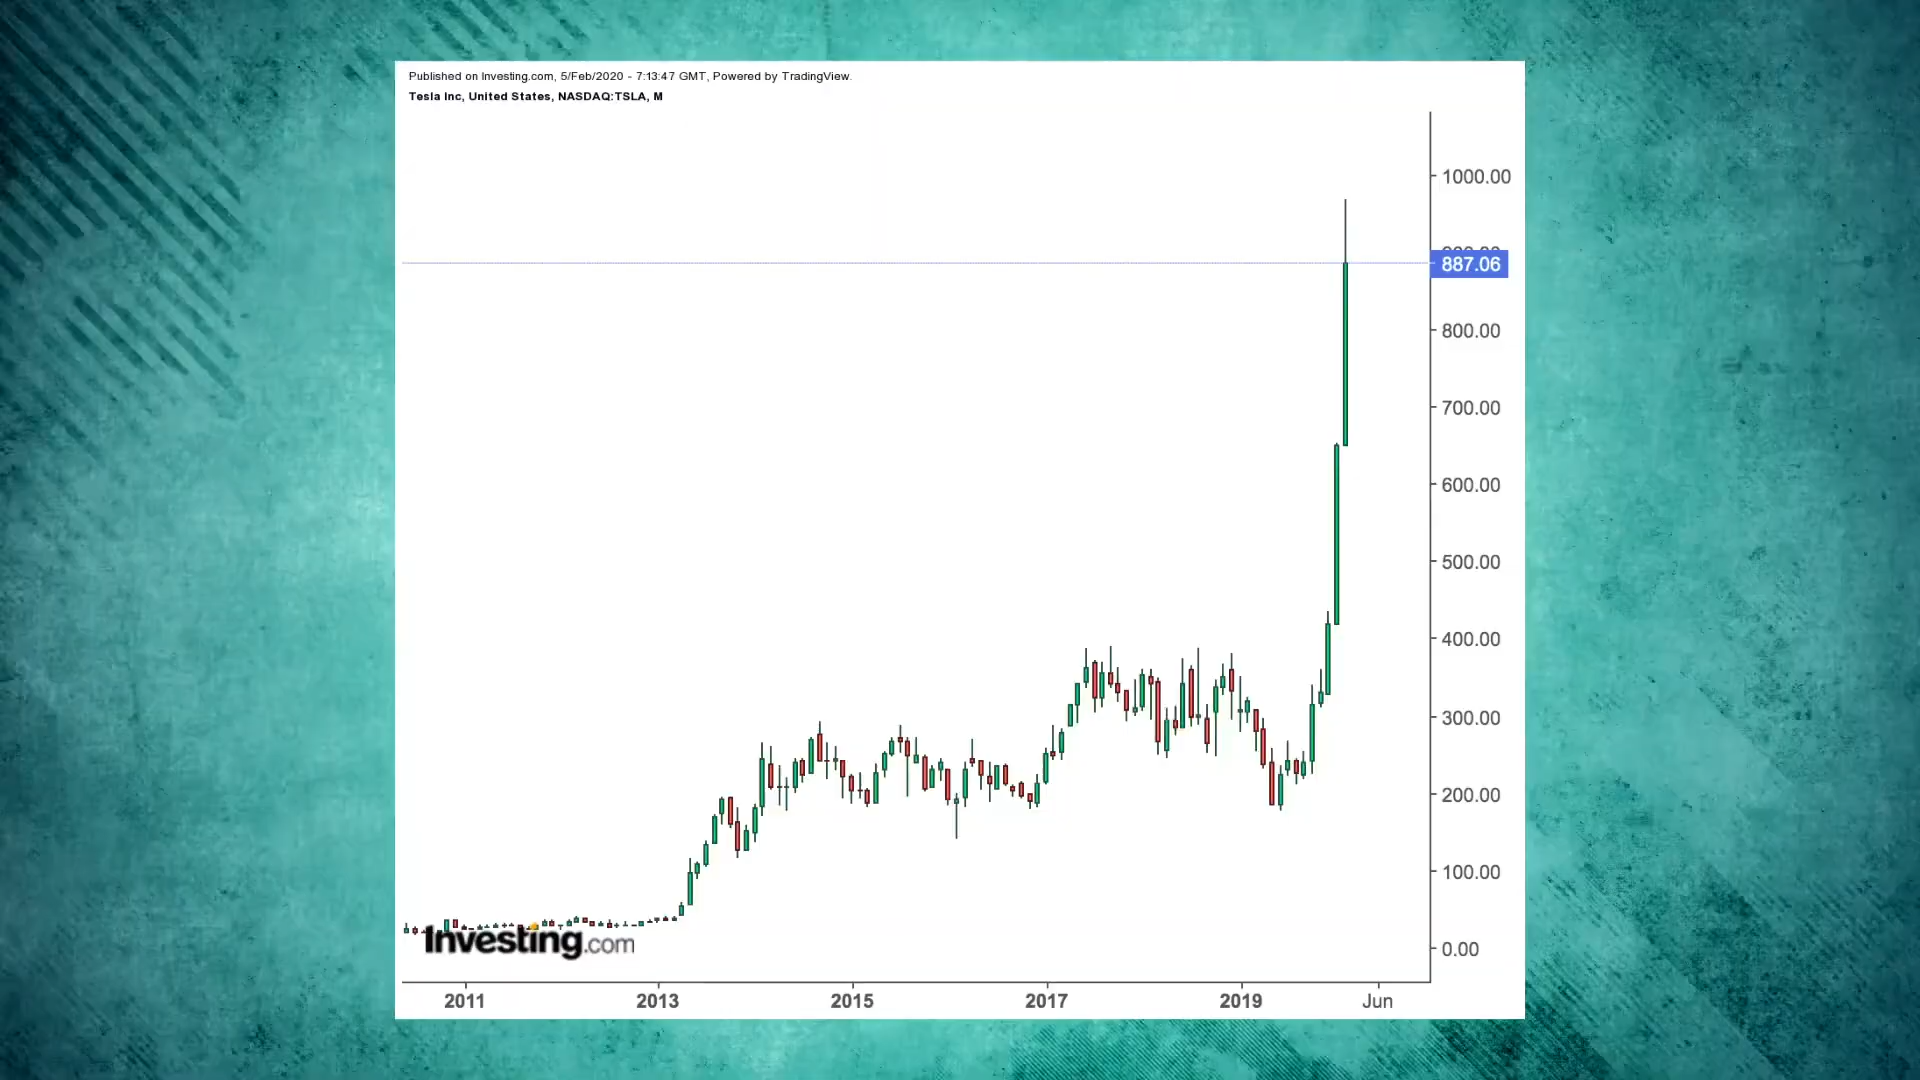 Published on Investing.com, 5/Feb/2020 - 7:13:47 GMT, Powered by TradingView.
Tesla Inc, United States, NASDAQ:TSLA, M
1000.00
887.06
800.00
700.00
600.00
500.00
400.00
300.00
200.00
100.00
0.00
Investing.com
2011 2013 2015 2017 2019 Jun